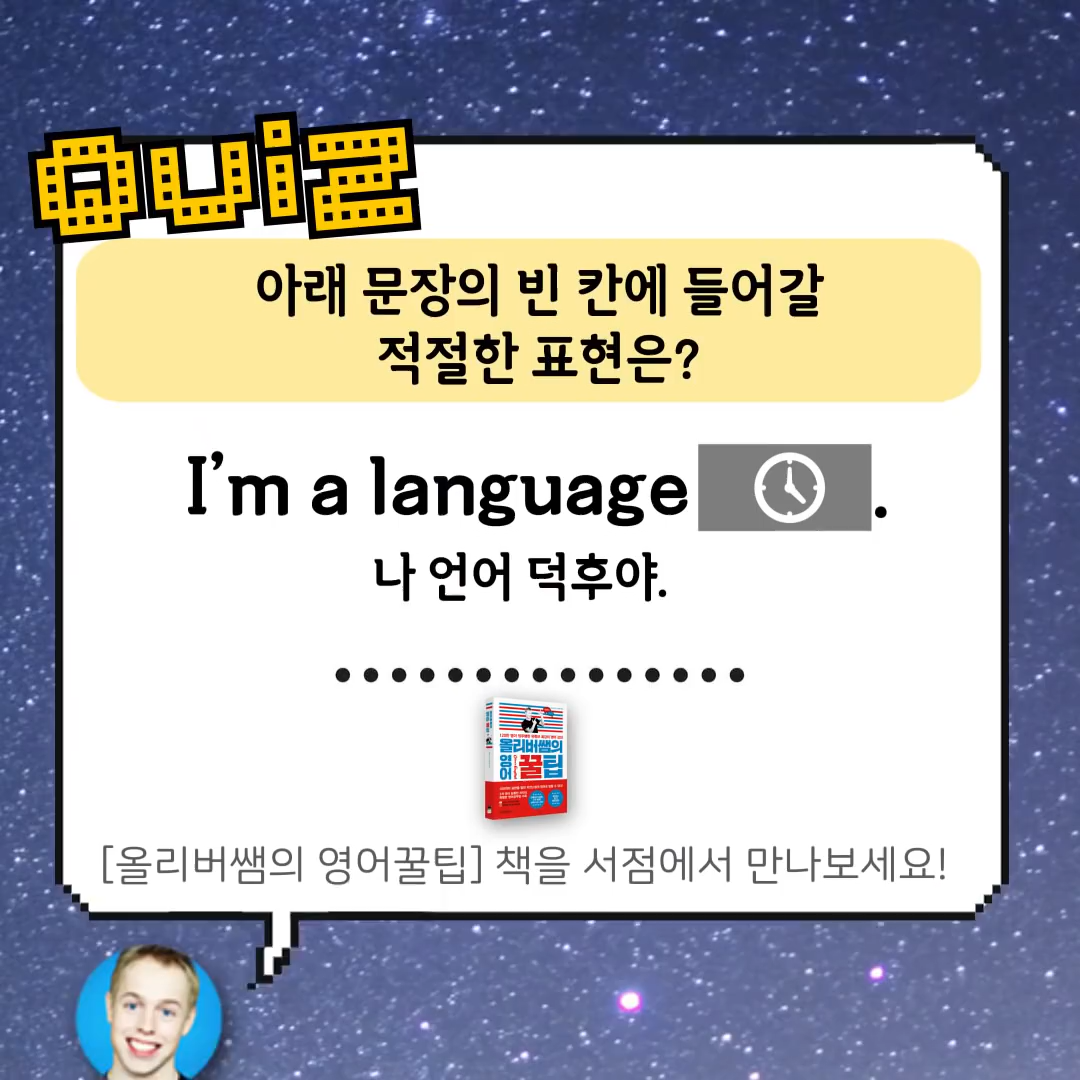 Quiz
아래 문장의 빈 칸에 들어갈
적절한 표현은?
I'm a language .
나 언어 덕후야.
올리버쌤의
영어 꿀팁
[올리버쌤의 영어꿀팁] 책을 서점에서 만나보세요!